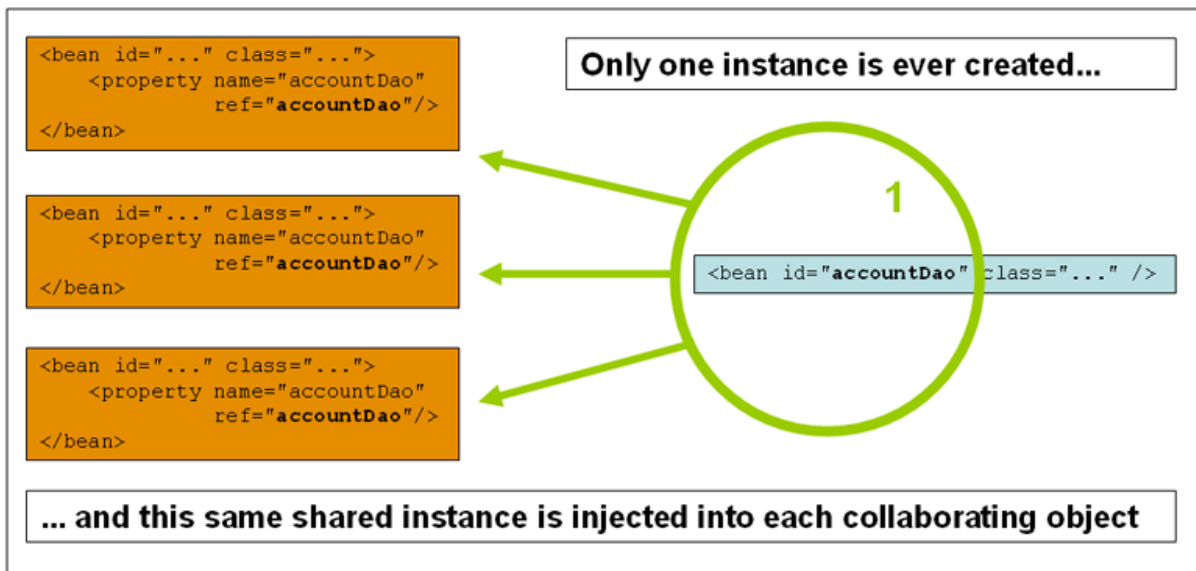 <bean id="..." class="...">
    <property name="accountDao"
              ref="accountDao"/>
</bean>
Only one instance is ever created...
1
<bean id="..." class="...">
    <property name="accountDao"
              ref="accountDao"/>
</bean>
<bean id="accountDao" class="..." />
<bean id="..." class="...">
    <property name="accountDao"
              ref="accountDao"/>
</bean>
... and this same shared instance is injected into each collaborating object